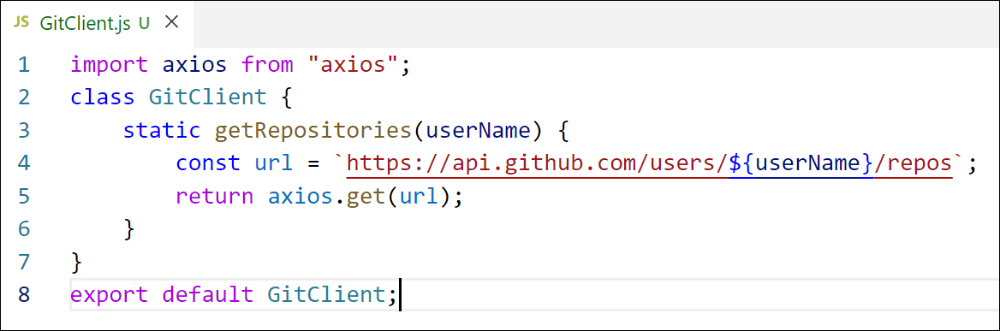 JS GitClient.js U ×
1 import axios from "axios";
2 class GitClient {
3     static getRepositories(userName) {
4         const url = `https://api.github.com/users/${userName}/repos`;
5         return axios.get(url);
6     }
7 }
8 export default GitClient;